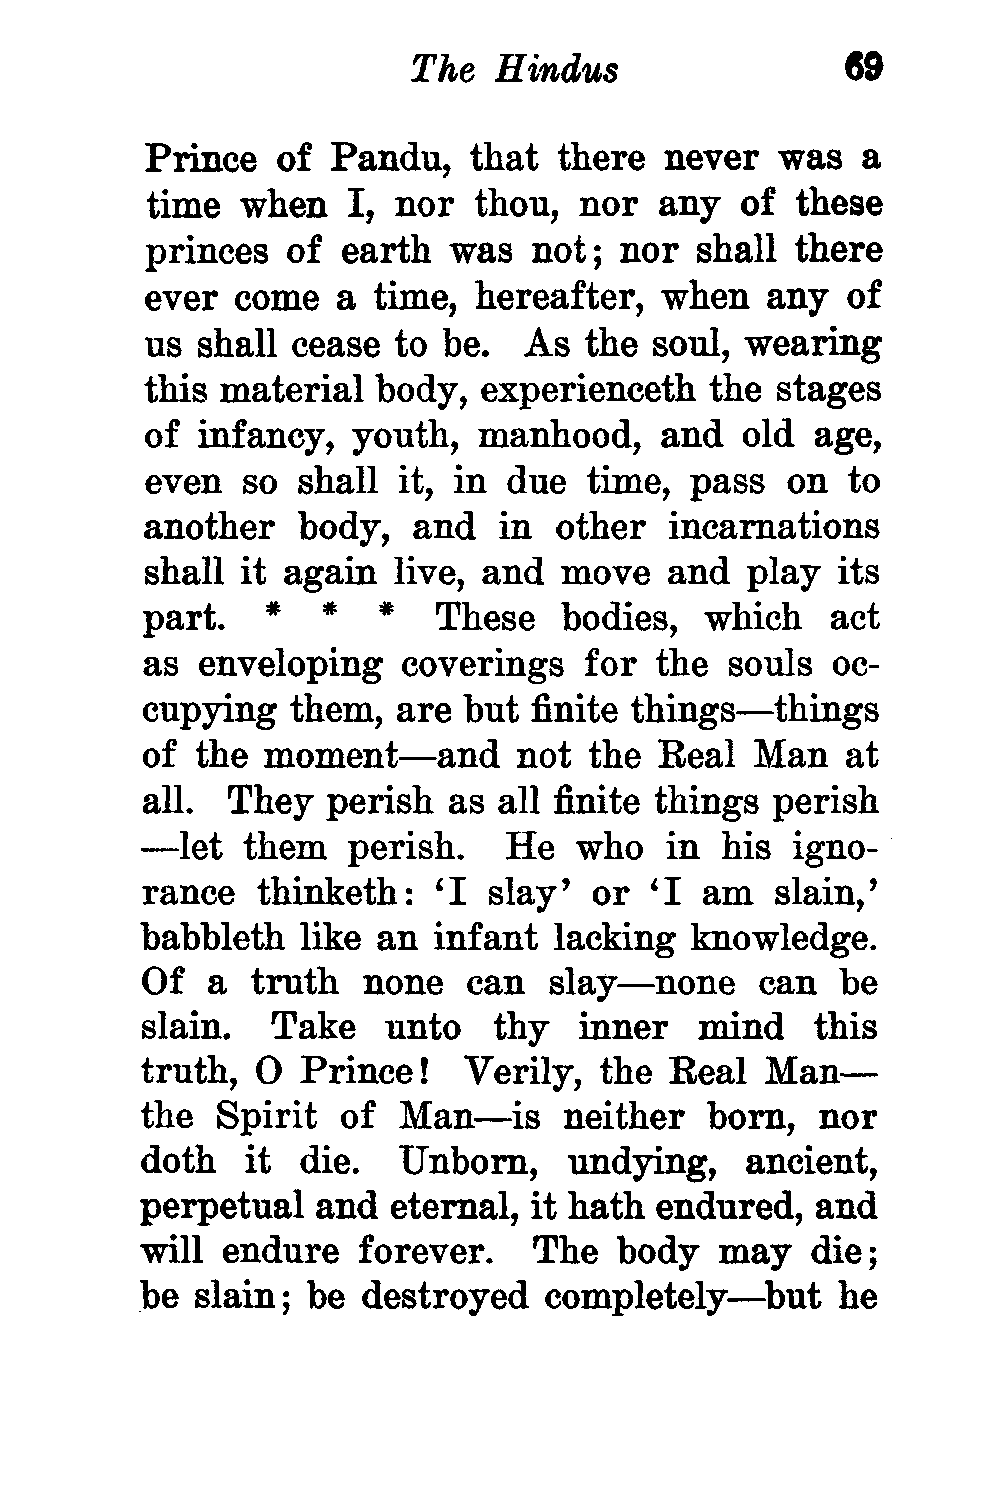 The Hindus 69
Prince of Pandu, that there never was a
time when I, nor thou, nor any of these
princes of earth was not; nor shall there
ever come a time, hereafter, when any of
us shall cease to be. As the soul, wearing
this material body, experienceth the stages
of infancy, youth, manhood, and old age,
even so shall it, in due time, pass on to
another body, and in other incarnations
shall it again live, and move and play its
part. * * * These bodies, which act
as enveloping coverings for the souls oc-
cupying them, are but finite things—things
of the moment—and not the Real Man at
all. They perish as all finite things perish
—let them perish. He who in his igno-
rance thinketh: ‘I slay’ or ‘I am slain,’
babbleth like an infant lacking knowledge.
Of a truth none can slay—none can be
slain. Take unto thy inner mind this
truth, O Prince! Verily, the Real Man—
the Spirit of Man—is neither born, nor
doth it die. Unborn, undying, ancient,
perpetual and eternal, it hath endured, and
will endure forever. The body may die;
be slain; be destroyed completely—but he